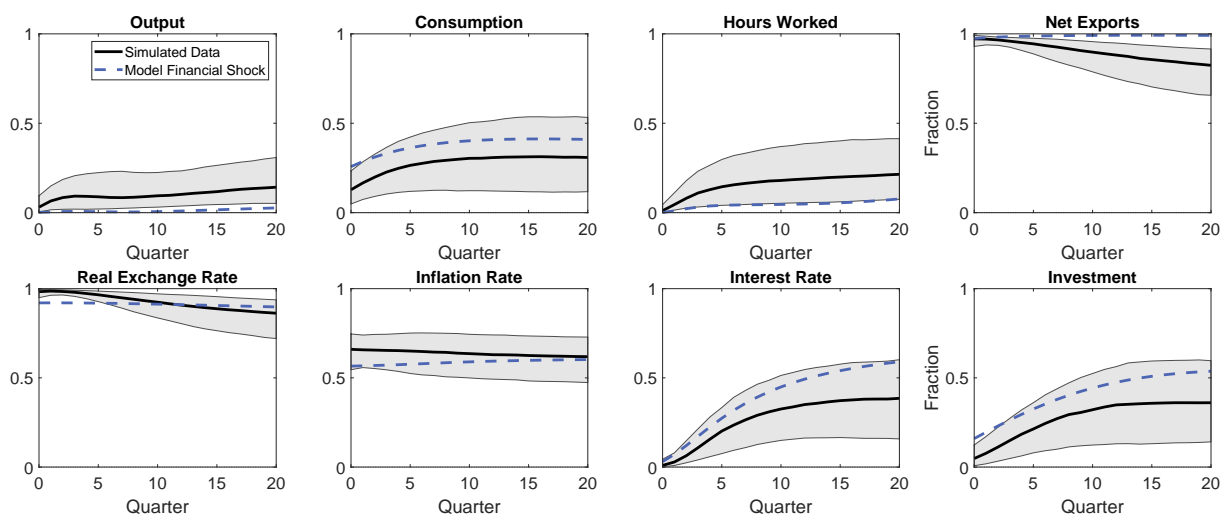 Output
Consumption
Hours Worked
Net Exports
1
0.5
0
0 5 10 15 20
Quarter
Simulated Data
Model Financial Shock
1
0.5
0
0 5 10 15 20
Quarter
1
0.5
0
0 5 10 15 20
Quarter
Fraction
1
0.5
0
0 5 10 15 20
Quarter
Real Exchange Rate
Inflation Rate
Interest Rate
Investment
1
0.5
0
0 5 10 15 20
Quarter
1
0.5
0
0 5 10 15 20
Quarter
1
0.5
0
0 5 10 15 20
Quarter
Fraction
1
0.5
0
0 5 10 15 20
Quarter